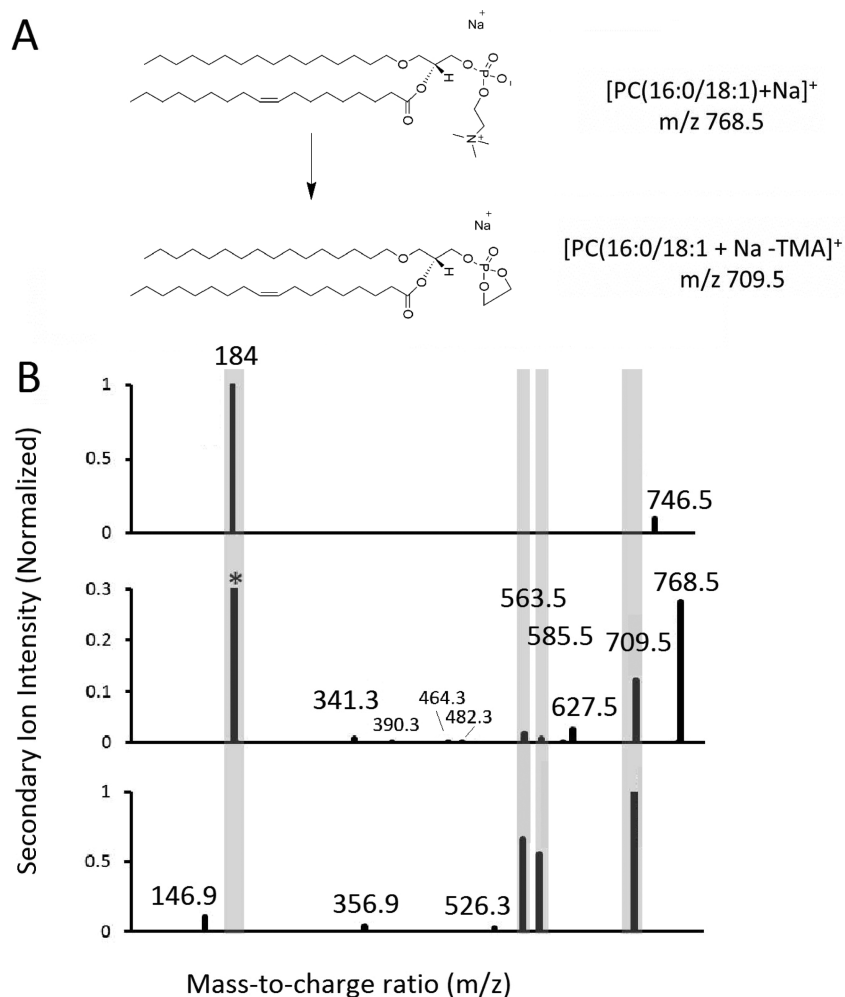 A
Na+
O
O
H
O
P
O
O-
O
O
N+
[PC(16:0/18:1)+Na]+
m/z 768.5
Na+
O
O
H
O
P
O
O
O
O
[PC(16:0/18:1 + Na -TMA]+
m/z 709.5
B
Secondary Ion Intensity (Normalized)
184
1
0.5
0
746.5
*
0.3
0.2
0.1
0
341.3
390.3
464.3
482.3
563.5
585.5
627.5
709.5
768.5
1
0.5
0
146.9
356.9
526.3
Mass-to-charge ratio (m/z)